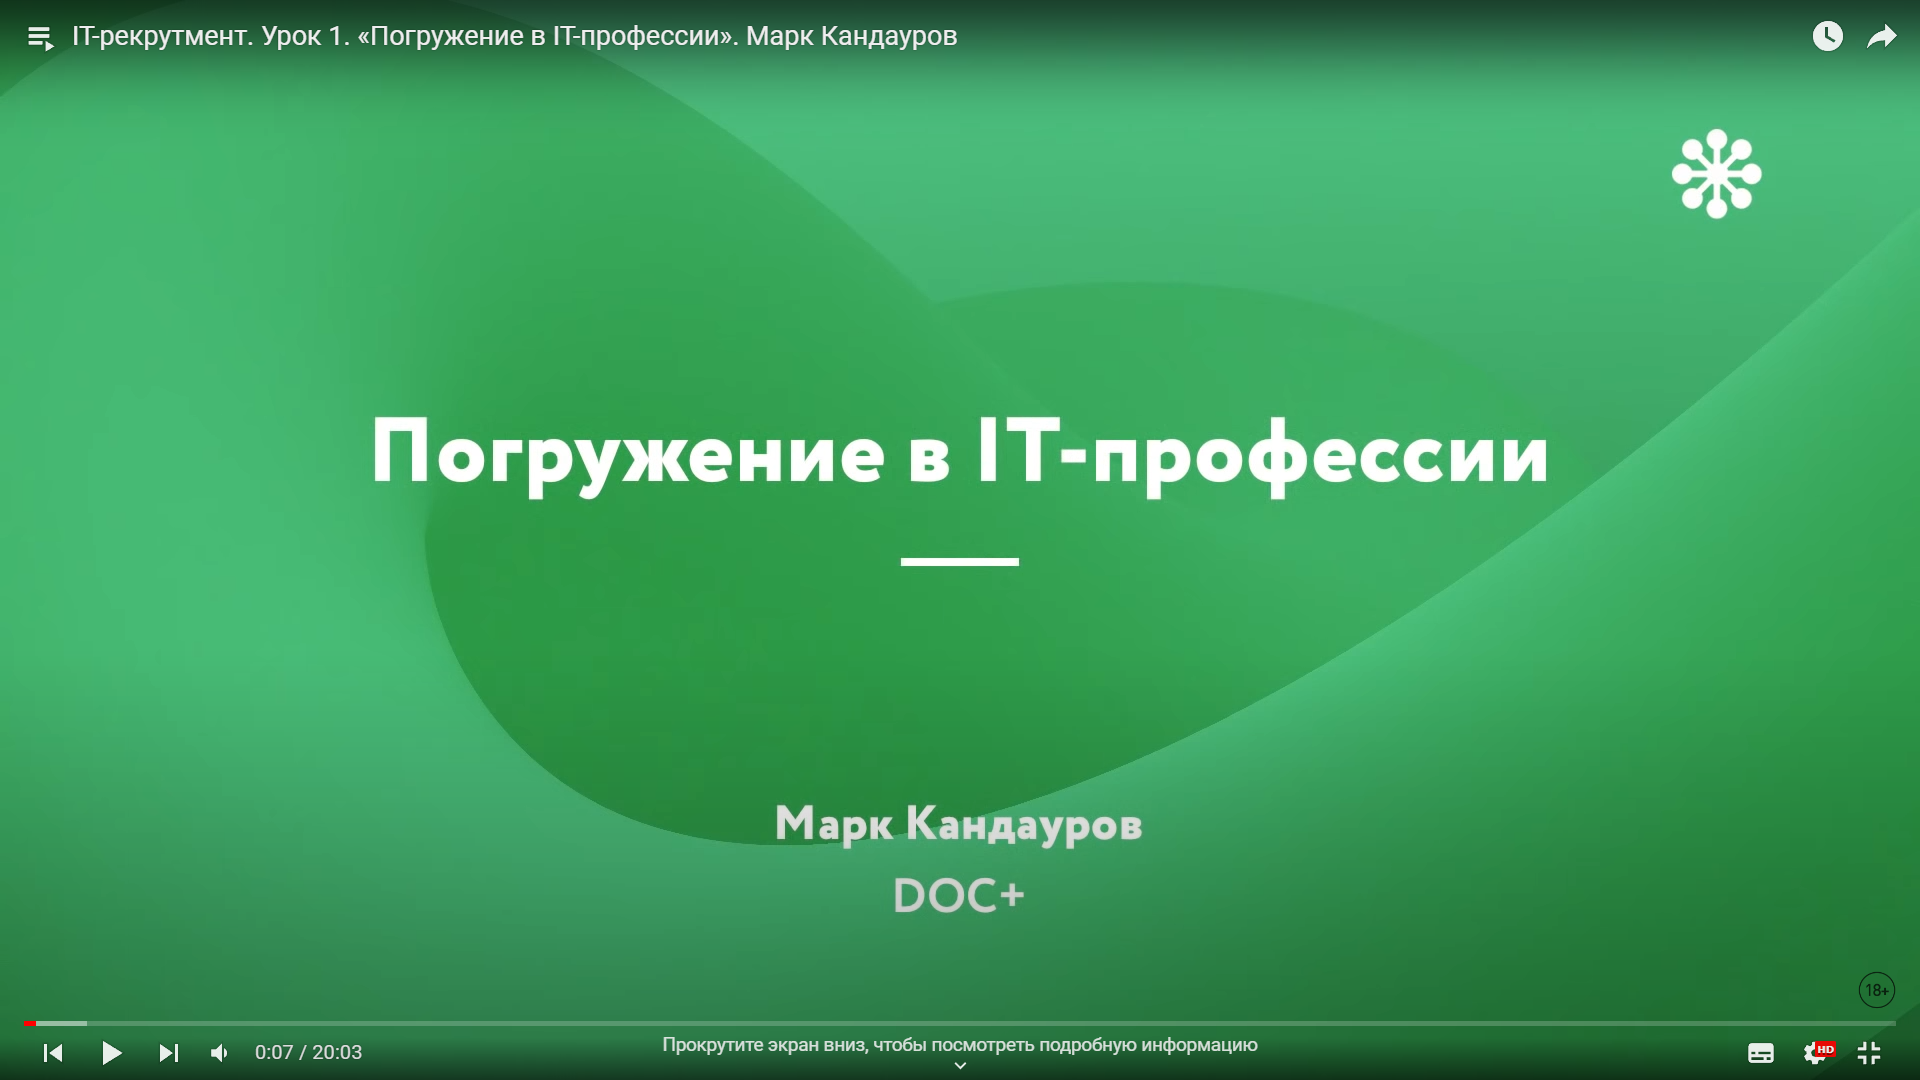 IT-рекрутмент. Урок 1. «Погружение в IT-профессии». Марк Кандауров
Погружение в IT-профессии
Марк Кандауров
DOC+
18+
0:07 / 20:03
Прокрутите экран вниз, чтобы посмотреть подробную информацию
HD